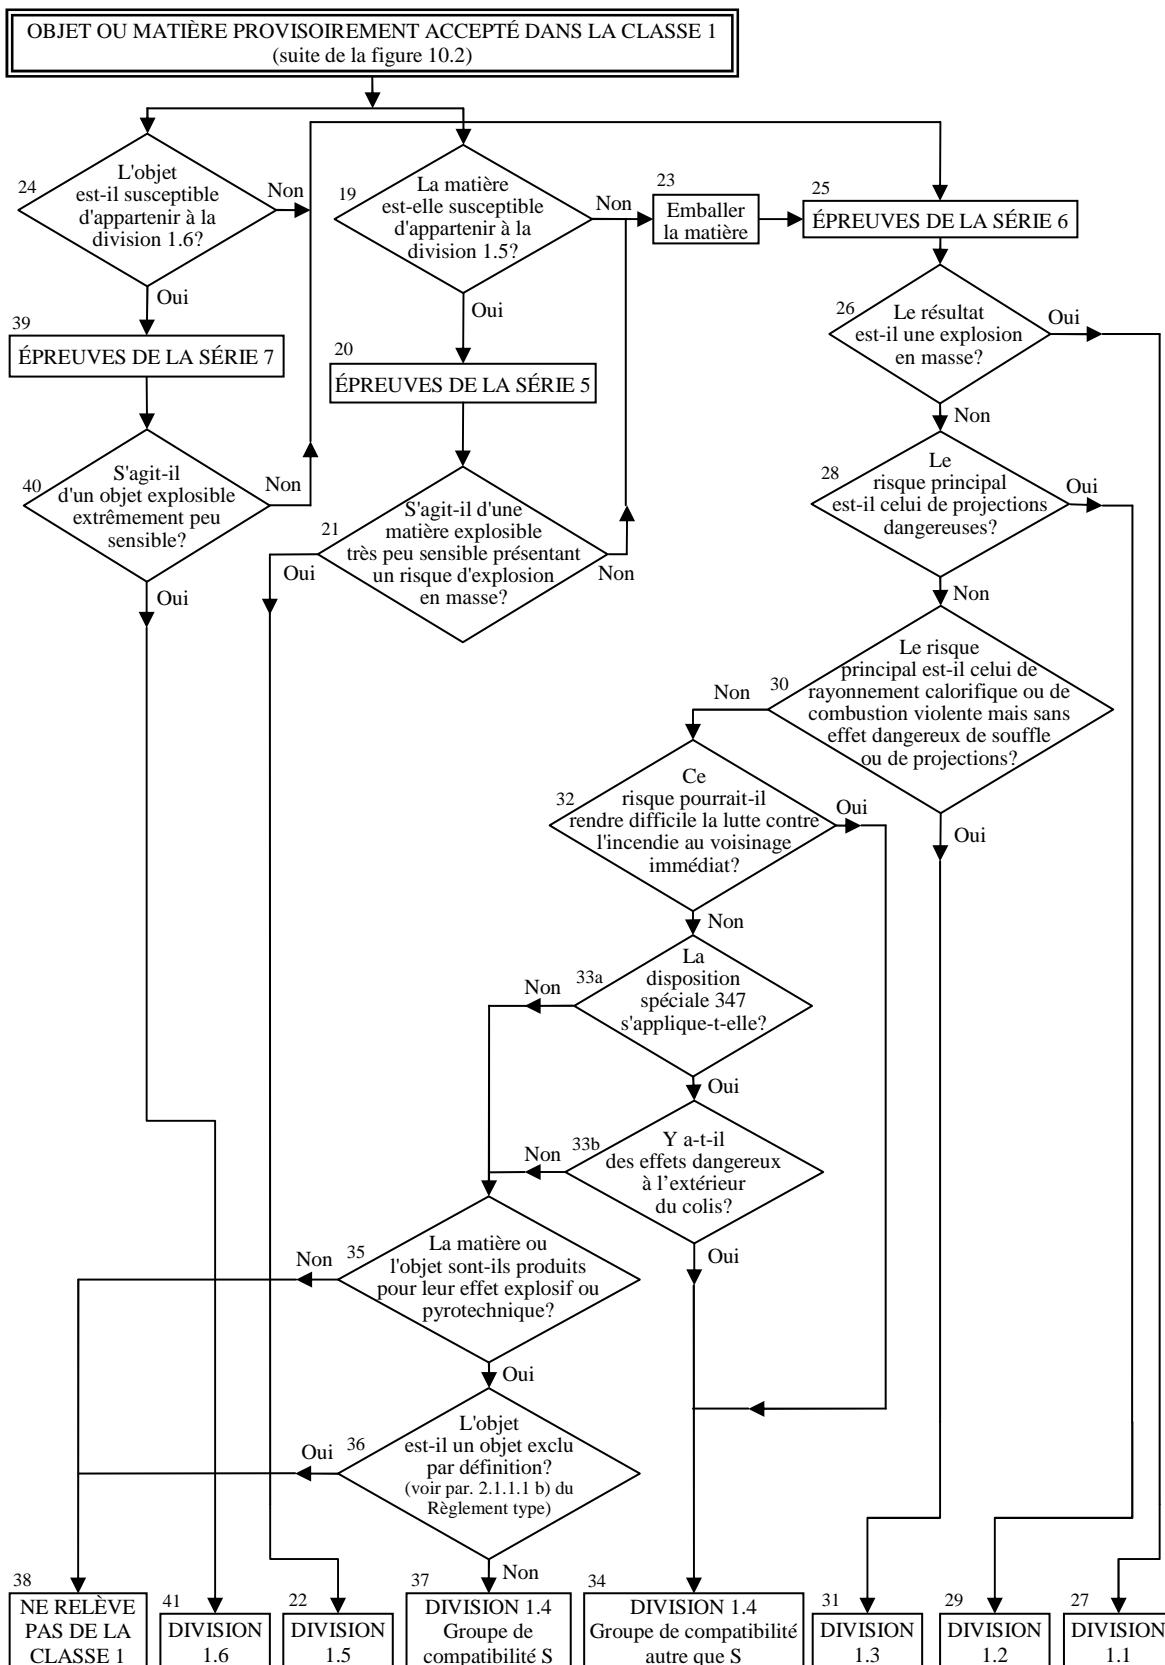 OBJET OU MATIÈRE PROVISOIREMENT ACCEPTÉ DANS LA CLASSE 1
(suite de la figure 10.2)
24
L'objet
est-il susceptible
d'appartenir à la
division 1.6?
Non
Oui
19
La matière
est-elle susceptible
d'appartenir à la
division 1.5?
Non
Oui
23
Emballer
la matière
25
ÉPREUVES DE LA SÉRIE 6
39
ÉPREUVES DE LA SÉRIE 7
20
ÉPREUVES DE LA SÉRIE 5
26
Le résultat
est-il une explosion
en masse?
Oui
Non
40
S'agit-il
d'un objet explosible
extrêmement peu
sensible?
Non
Oui
21
S'agit-il d'une
matière explosible
très peu sensible présentant
un risque d'explosion
en masse?
Oui
Non
28
Le
risque principal
est-il celui de projections
dangereuses?
Oui
Non
30
Le risque
principal est-il celui de
rayonnement calorifique ou de
combustion violente mais sans
effet dangereux de souffle
ou de projections?
Non
Oui
32
Ce
risque pourrait-il
rendre difficile la lutte contre
l'incendie au voisinage
immédiat?
Oui
Non
33a
La
disposition
spéciale 347
s'applique-t-elle?
Non
Oui
33b
Y a-t-il
des effets dangereux
à l’extérieur
du colis?
Non
Oui
35
La matière ou
l'objet sont-ils produits
pour leur effet explosif ou
pyrotechnique?
Non
Oui
36
L'objet
est-il un objet exclu
par définition?
(voir par. 2.1.1.1 b) du
Règlement type)
Oui
Non
38
NE RELÈVE
PAS DE LA
CLASSE 1
41
DIVISION
1.6
22
DIVISION
1.5
37
DIVISION 1.4
Groupe de
compatibilité S
34
DIVISION 1.4
Groupe de compatibilité
autre que S
31
DIVISION
1.3
29
DIVISION
1.2
27
DIVISION
1.1